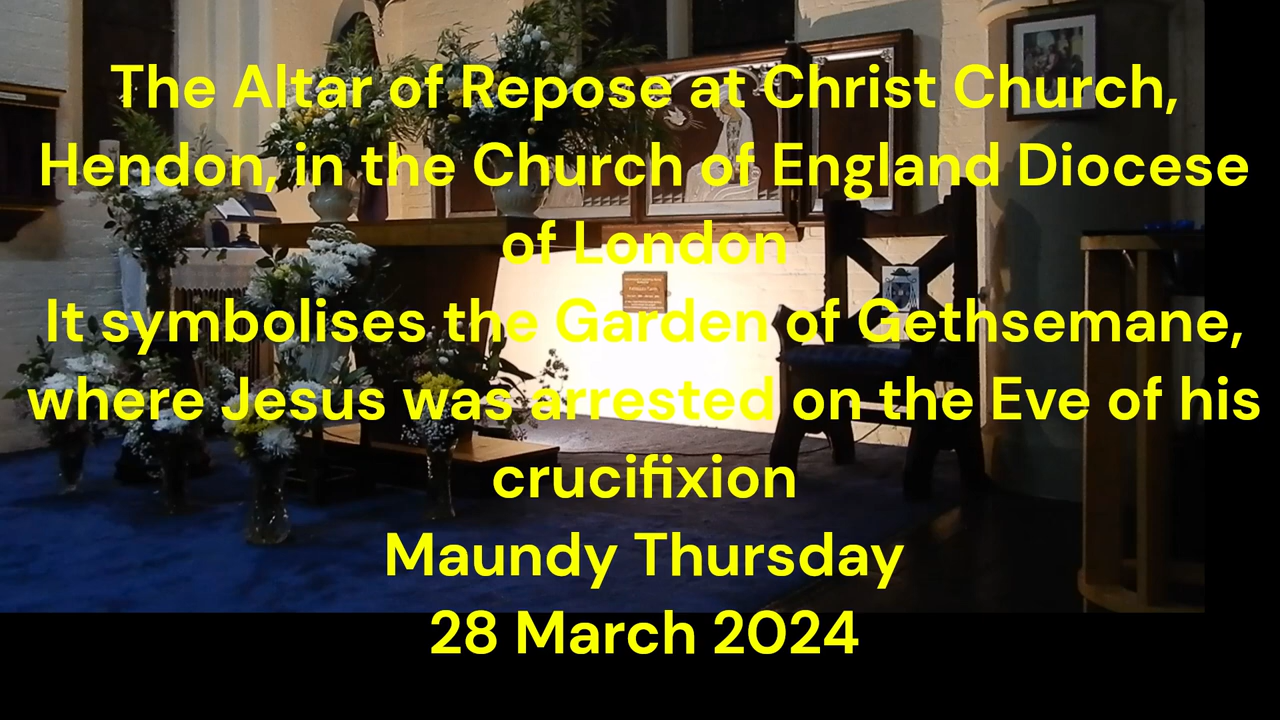 The Altar of Repose at Christ Church,
Hendon, in the Church of England Diocese
of London
It symbolises the Garden of Gethsemane,
where Jesus was arrested on the Eve of his
crucifixion
Maundy Thursday
28 March 2024